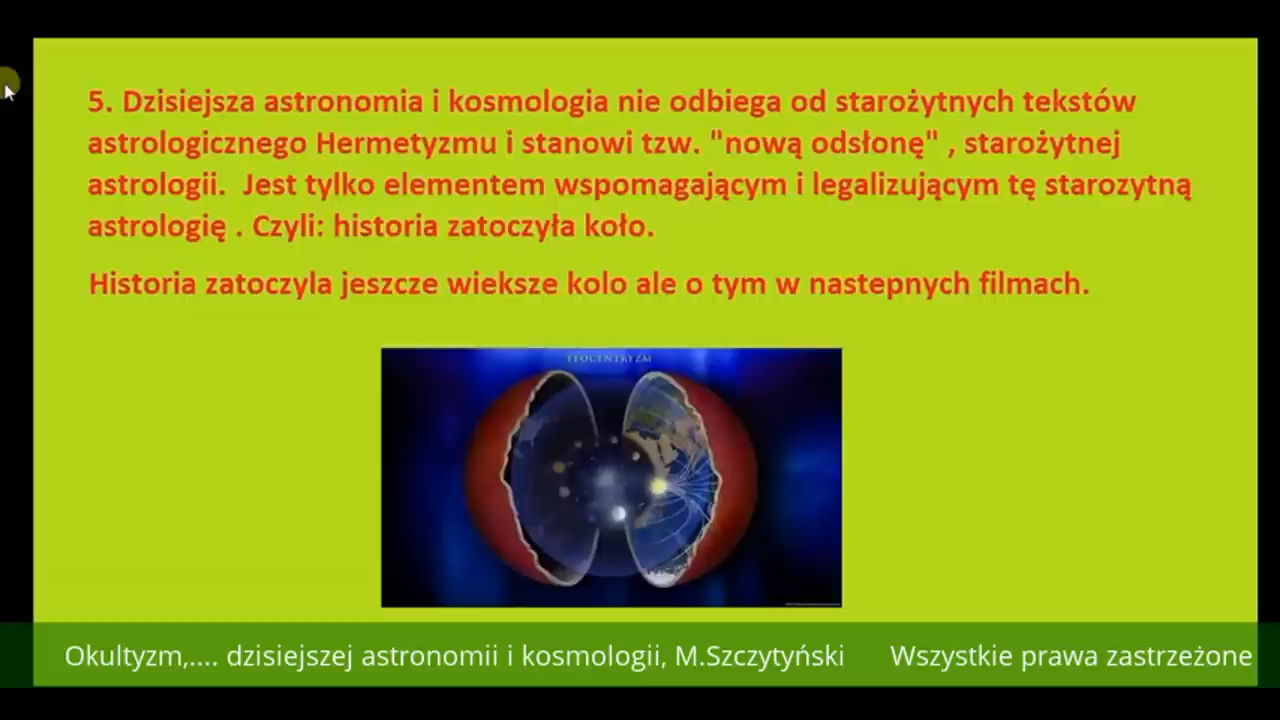 5. Dzisiejsza astronomia i kosmologia nie odbiega od starożytnych tekstów
astrologicznego Hermetyzmu i stanowi tzw. "nową odsłonę" , starożytnej
astrologii.  Jest tylko elementem wspomagającym i legalizującym tę starozytną
astrologię . Czyli: historia zatoczyła koło.
Historia zatoczyla jeszcze wieksze kolo ale o tym w nastepnych filmach.
TEOCENTRYZM
Okultyzm,.... dzisiejszej astronomii i kosmologii, M.Szczytyński Wszystkie prawa zastrzeżone